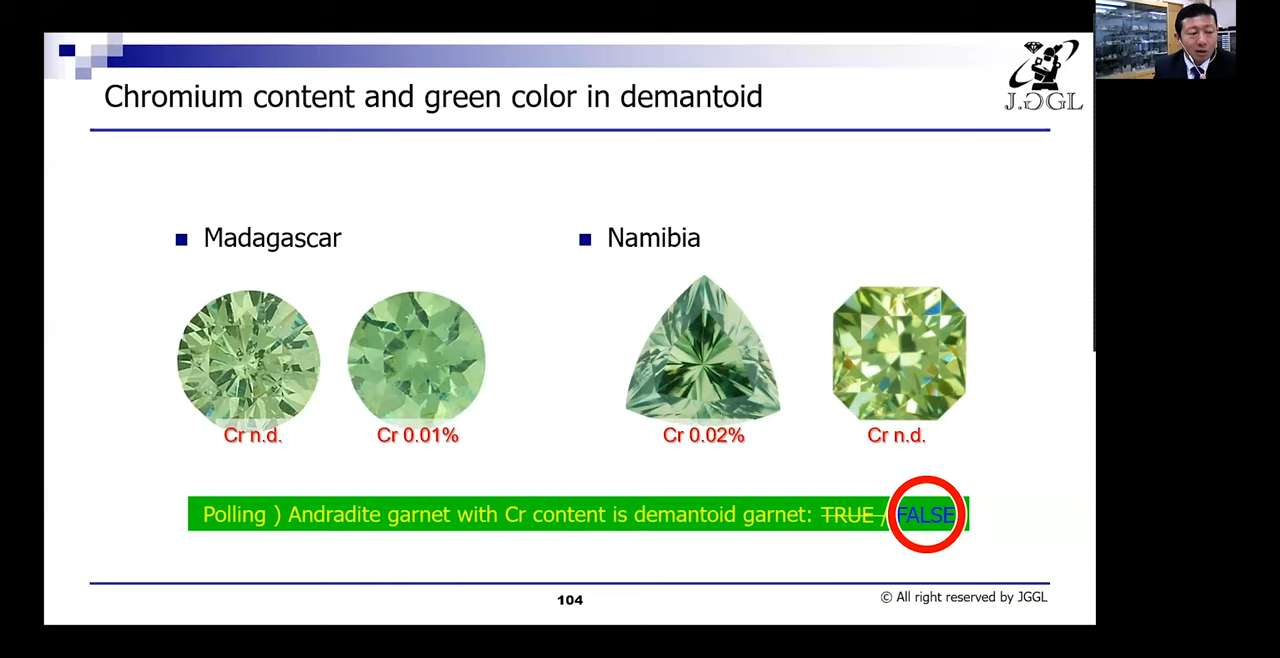 Chromium content and green color in demantoid
J.GGL
Madagascar
Namibia
Cr n.d.
Cr 0.01%
Cr 0.02%
Cr n.d.
Polling ) Andradite garnet with Cr content is demantoid garnet: TRUE / FALSE
104
© All right reserved by JGGL